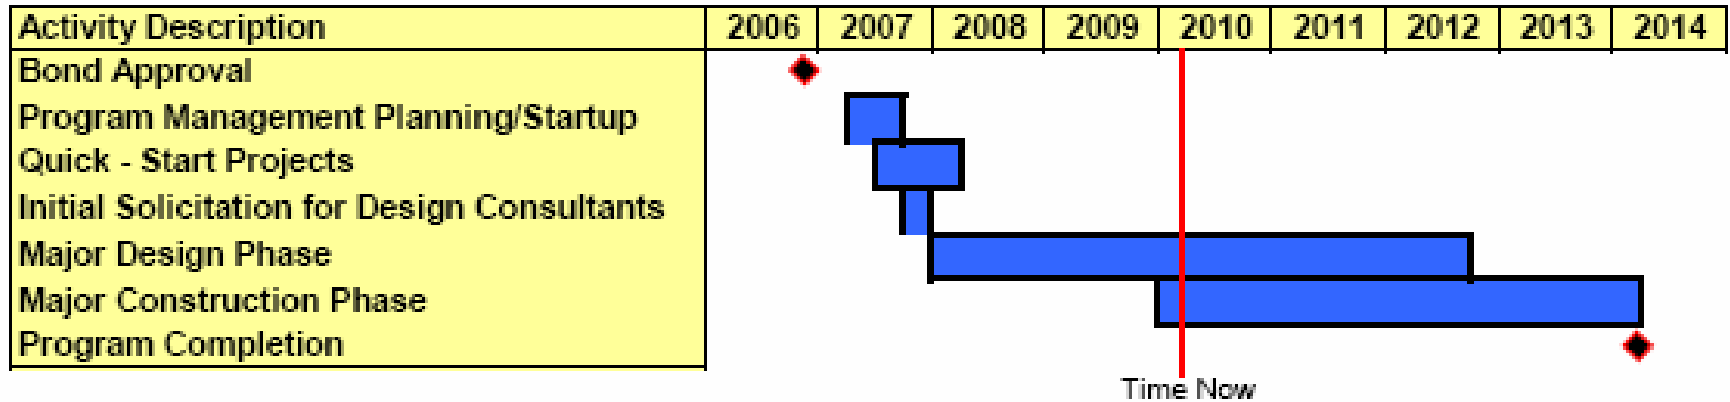 Activity Description 2006 2007 2008 2009 2010 2011 2012 2013 2014
Bond Approval
Program Management Planning/Startup
Quick - Start Projects
Initial Solicitation for Design Consultants
Major Design Phase
Major Construction Phase
Program Completion
Time Now